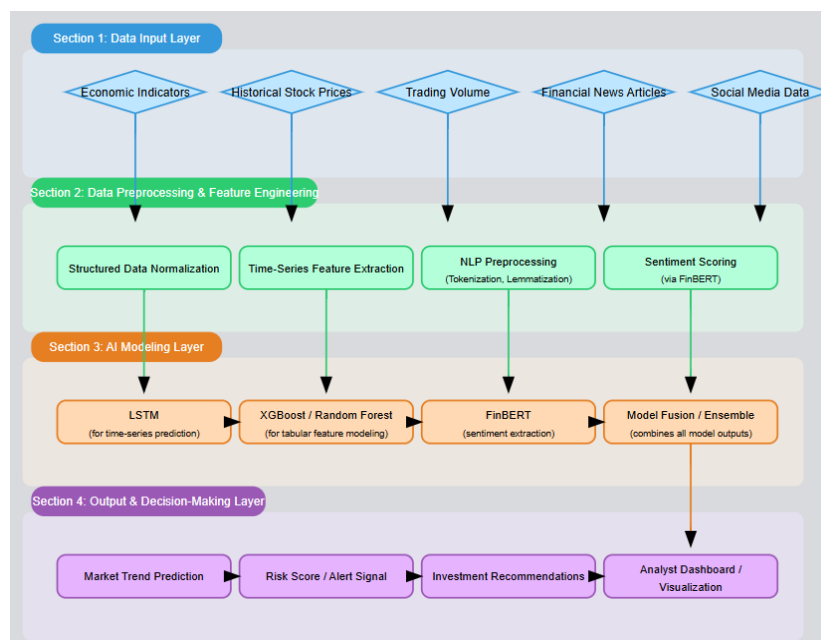 Section 1: Data Input Layer
Economic Indicators
Historical Stock Prices
Trading Volume
Financial News Articles
Social Media Data
Section 2: Data Preprocessing & Feature Engineering
Structured Data Normalization
Time-Series Feature Extraction
NLP Preprocessing
(Tokenization, Lemmatization)
Sentiment Scoring
(via FinBERT)
Section 3: AI Modeling Layer
LSTM
(for time-series prediction)
XGBoost / Random Forest
(for tabular feature modeling)
FinBERT
(sentiment extraction)
Model Fusion / Ensemble
(combines all model outputs)
Section 4: Output & Decision-Making Layer
Market Trend Prediction
Risk Score / Alert Signal
Investment Recommendations
Analyst Dashboard /
Visualization